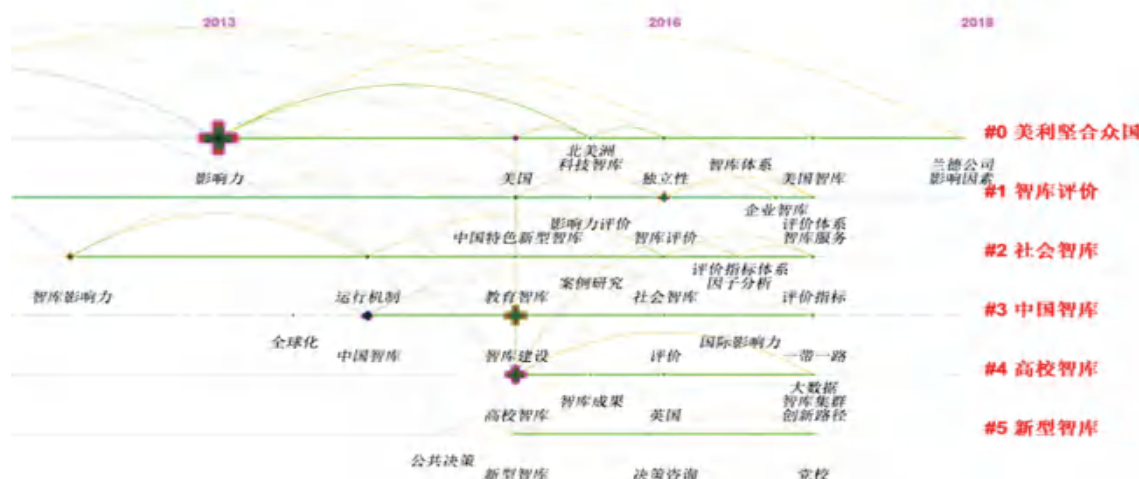 2013 2016 2018
#0 美利坚合众国
北美洲
科技智库 智库体系 兰德公司
影响力 美国 独立性 美国智库 影响因素
#1 智库评价
企业智库
影响力评价 评价体系
中国特色新型智库 智库评价 智库服务
#2 社会智库
评价指标体系
案例研究 因子分析
智库影响力 运行机制 教育智库 社会智库 评价指标
#3 中国智库
全球化 国际影响力
中国智库 智库建设 评价 一带一路
#4 高校智库
大数据
智库成果 智库集群
高校智库 英国 创新路径
#5 新型智库
公共决策
新型智库 决策咨询 党校